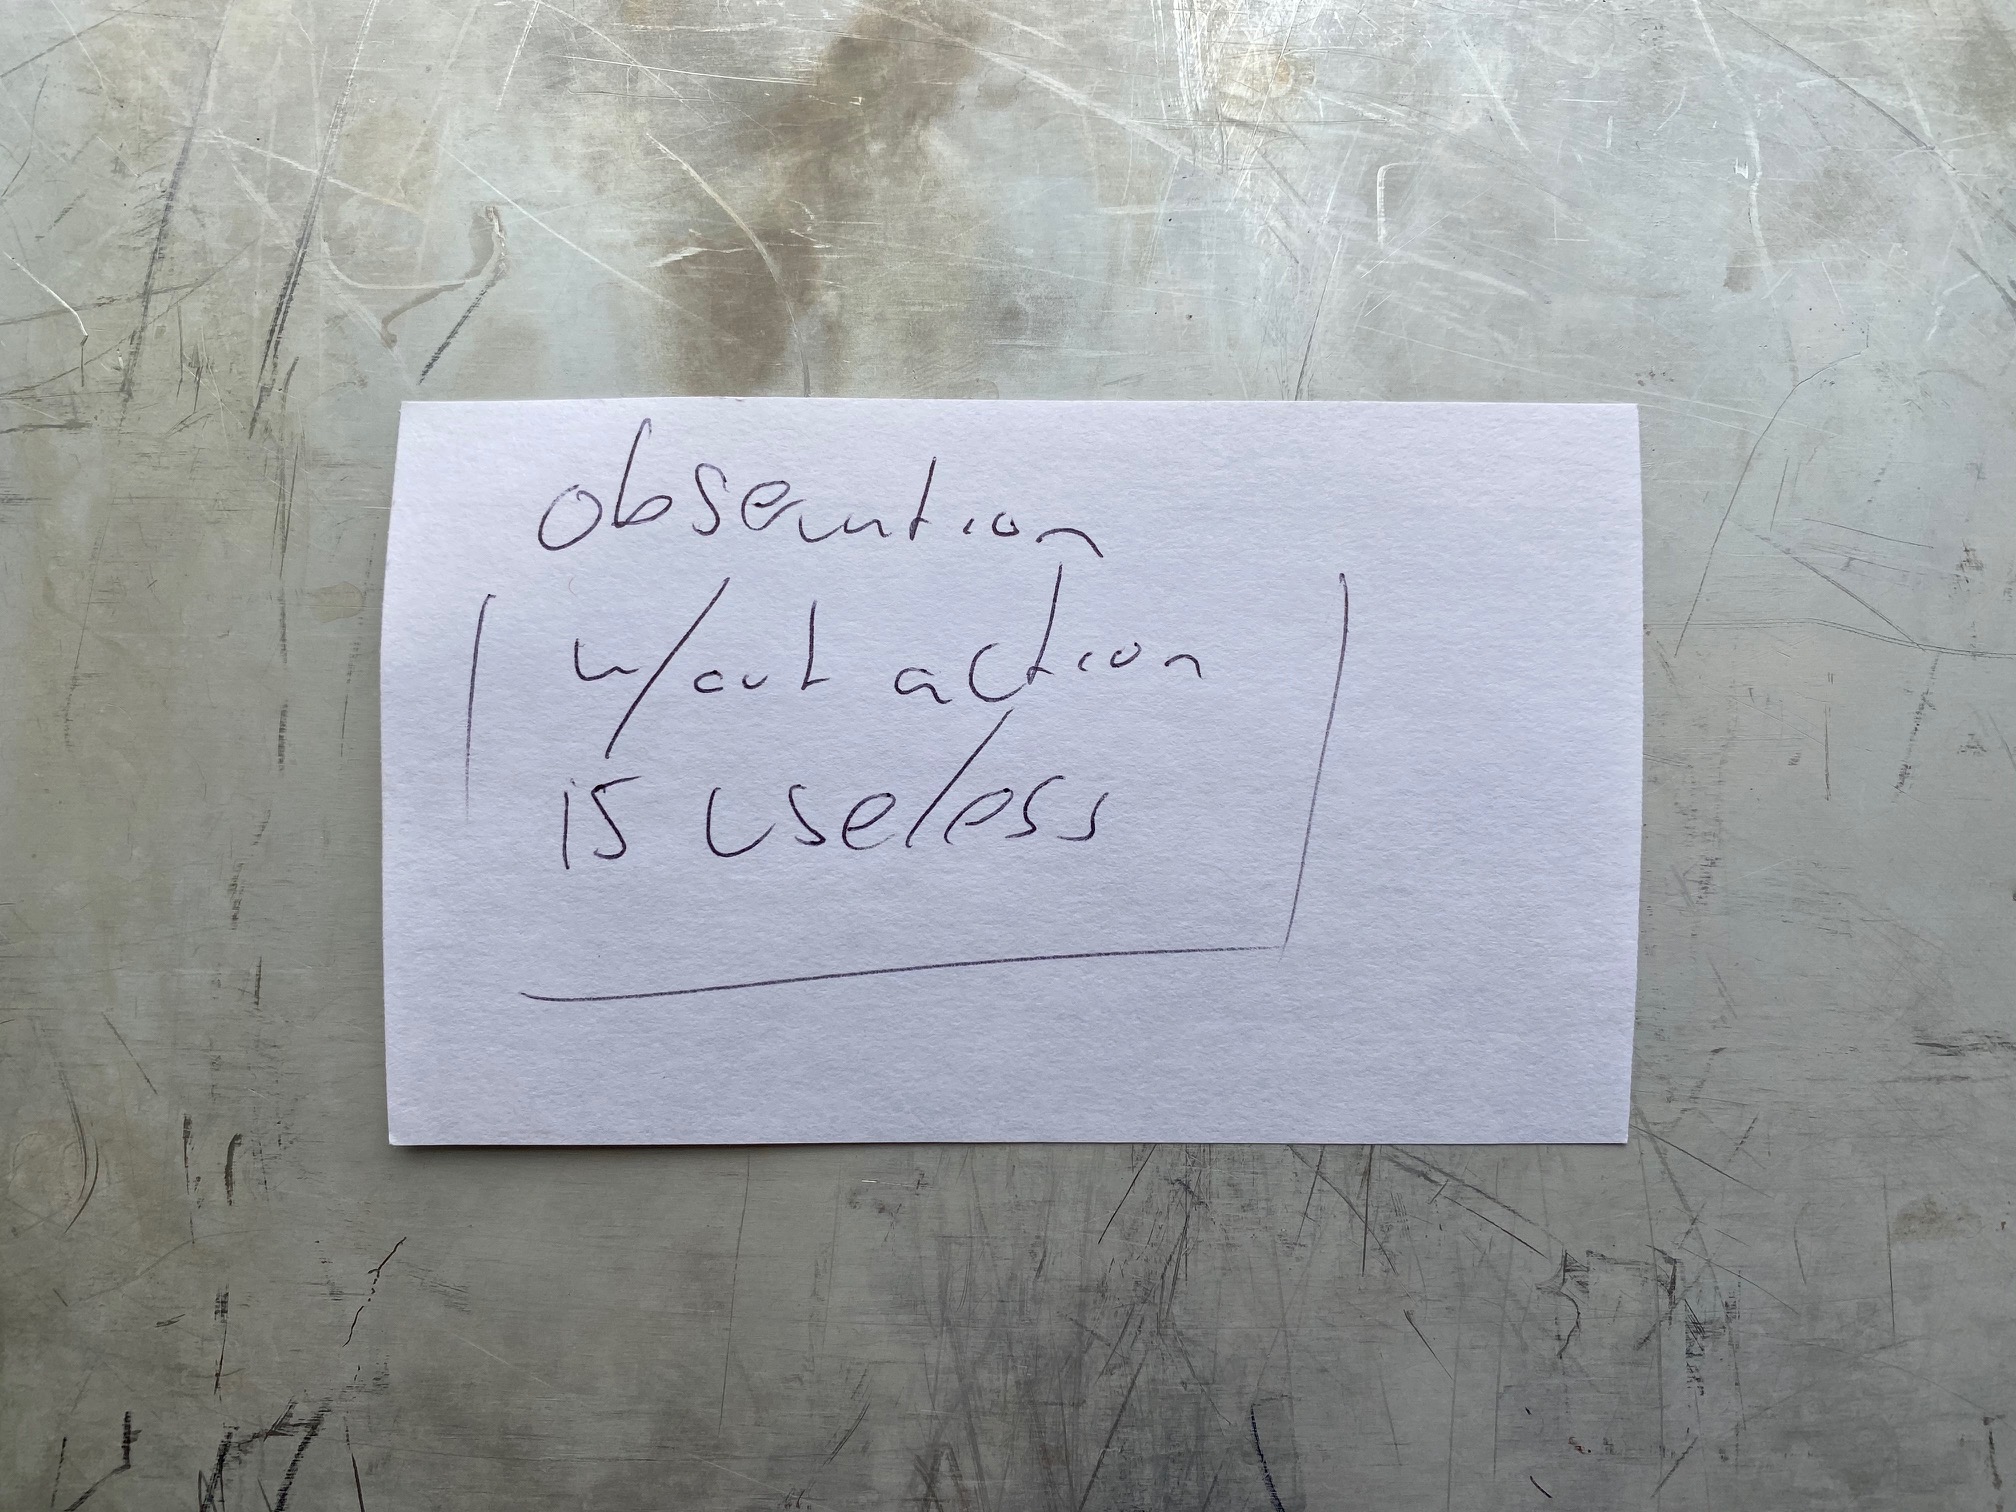 observation
w/out action
is useless